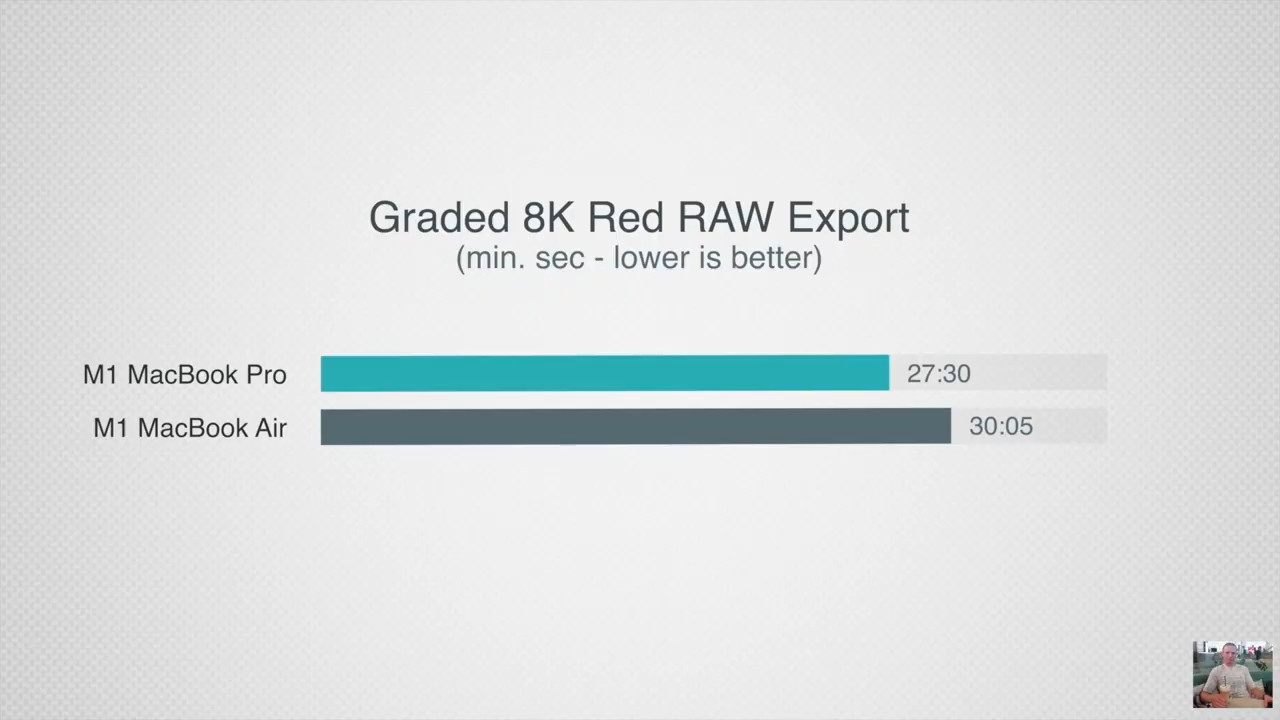 Graded 8K Red RAW Export
(min. sec - lower is better)
M1 MacBook Pro 27:30
M1 MacBook Air 30:05